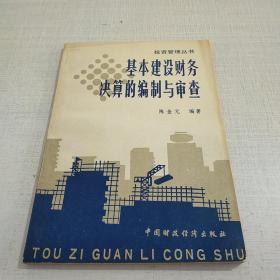 投资管理丛书
基本建设财务
决算的编制与审查
陈金元 编著
中国财政经济出版社
TOU ZI GUAN LI CONG SHU